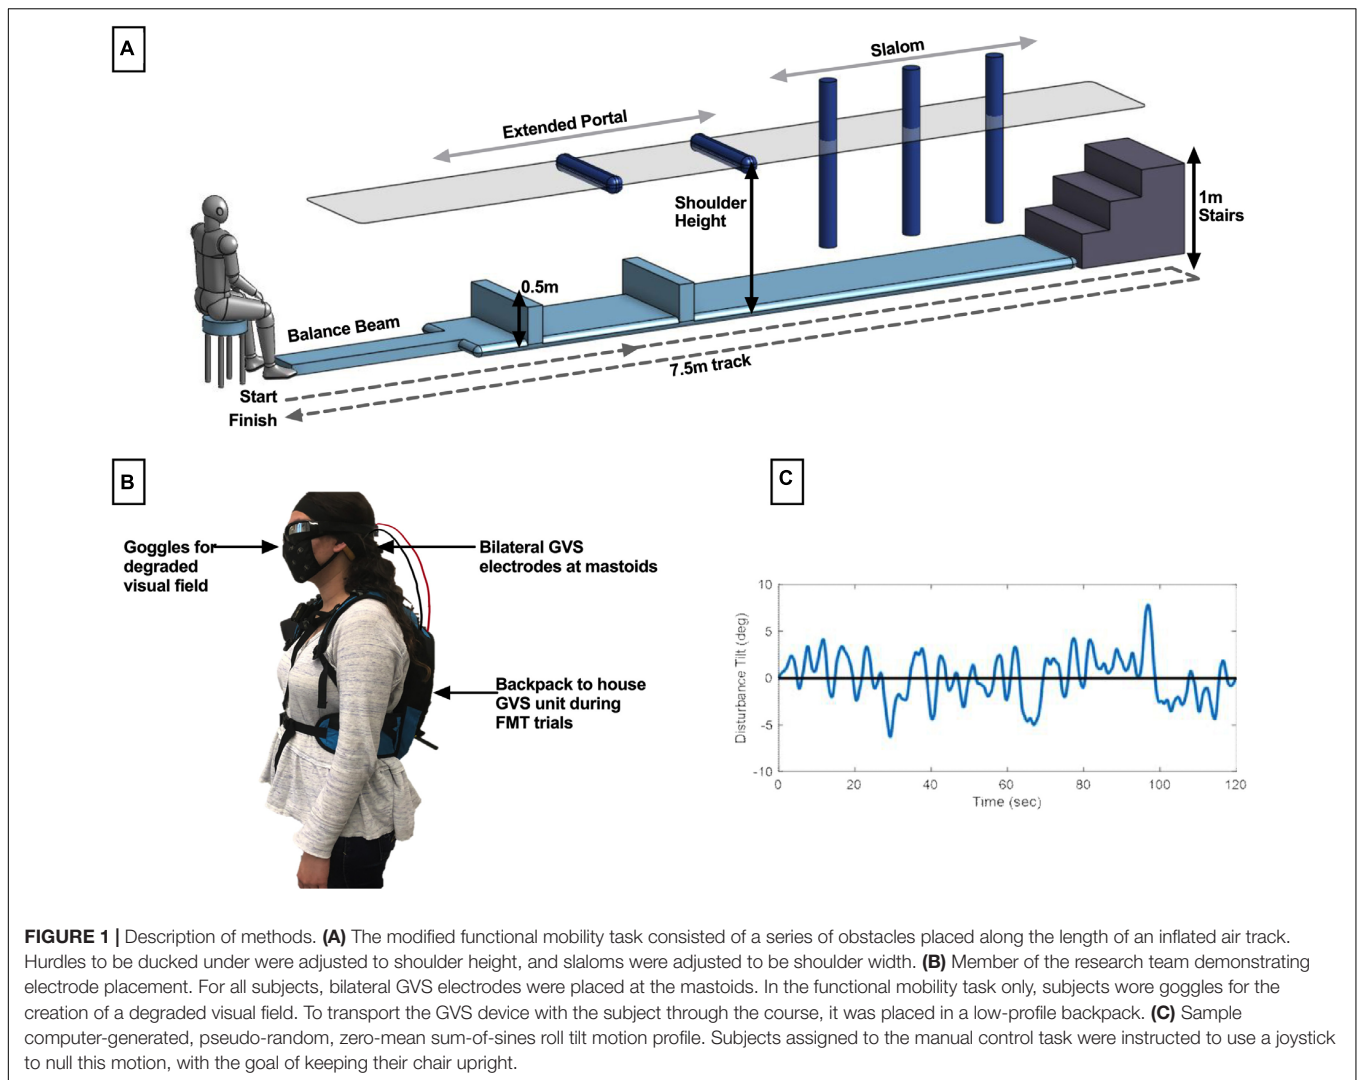 A
Slalom
Extended Portal
Shoulder
Height
1m
Stairs
0.5m
Balance Beam
7.5m track
Start
Finish
B
Goggles for
degraded
visual field
Bilateral GVS
electrodes at mastoids
Backpack to house
GVS unit during
FMT trials
C
Disturbance Tilt (deg)
10
5
0
-5
-10
0 20 40 60 80 100 120
Time (sec)
FIGURE 1 | Description of methods. (A) The modified functional mobility task consisted of a series of obstacles placed along the length of an inflated air track.
Hurdles to be ducked under were adjusted to shoulder height, and slaloms were adjusted to be shoulder width. (B) Member of the research team demonstrating
electrode placement. For all subjects, bilateral GVS electrodes were placed at the mastoids. In the functional mobility task only, subjects wore goggles for the
creation of a degraded visual field. To transport the GVS device with the subject through the course, it was placed in a low-profile backpack. (C) Sample
computer-generated, pseudo-random, zero-mean sum-of-sines roll tilt motion profile. Subjects assigned to the manual control task were instructed to use a joystick
to null this motion, with the goal of keeping their chair upright.